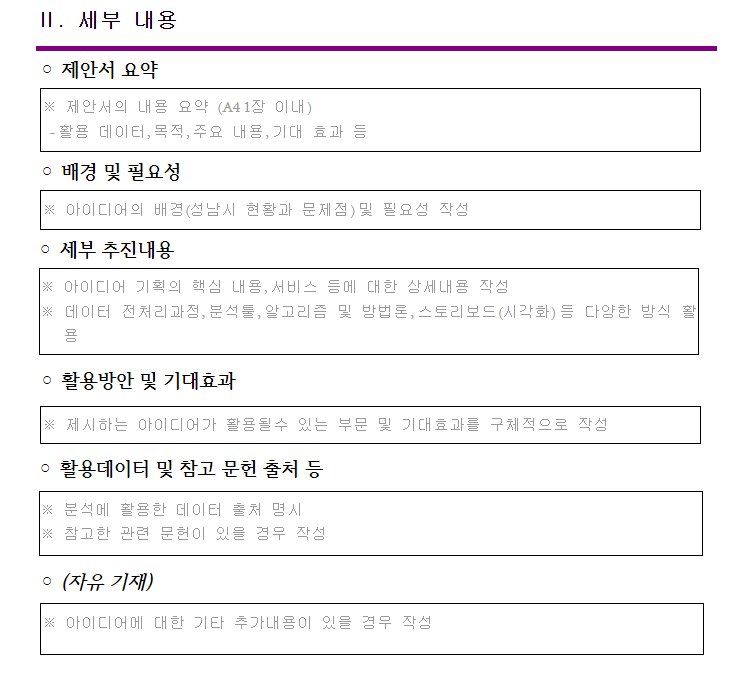 II. 세부 내용
○ 제안서 요약
※ 제안서의 내용 요약 (A4 1장 이내)
- 활용 데이터, 목적, 주요 내용, 기대 효과 등
○ 배경 및 필요성
※ 아이디어의 배경(성남시 현황과 문제점) 및 필요성 작성
○ 세부 추진내용
※ 아이디어 기획의 핵심 내용, 서비스 등에 대한 상세내용 작성
※ 데이터 전처리과정, 분석툴, 알고리즘 및 방법론, 스토리보드(시각화) 등 다양한 방식 활
용
○ 활용방안 및 기대효과
※ 제시하는 아이디어가 활용될수 있는 부문 및 기대효과를 구체적으로 작성
○ 활용데이터 및 참고 문헌 출처 등
※ 분석에 활용한 데이터 출처 명시
※ 참고한 관련 문헌이 있을 경우 작성
○ (자유 기재)
※ 아이디어에 대한 기타 추가내용이 있을 경우 작성